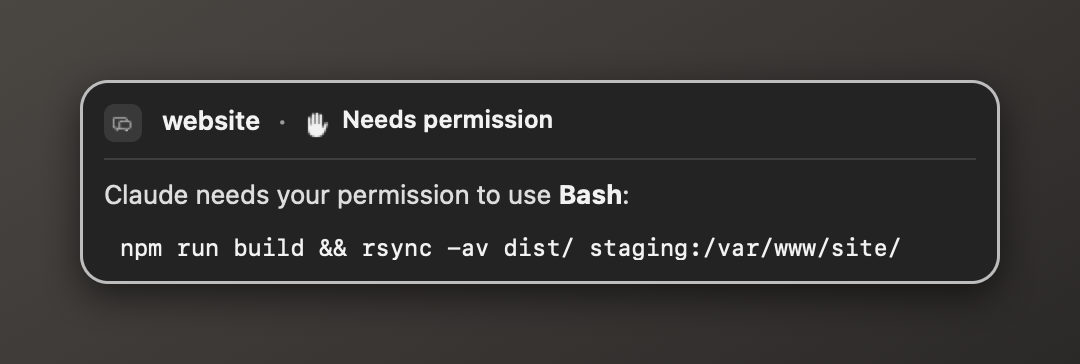 website · Needs permission
Claude needs your permission to use Bash:
npm run build && rsync -av dist/ staging:/var/www/site/